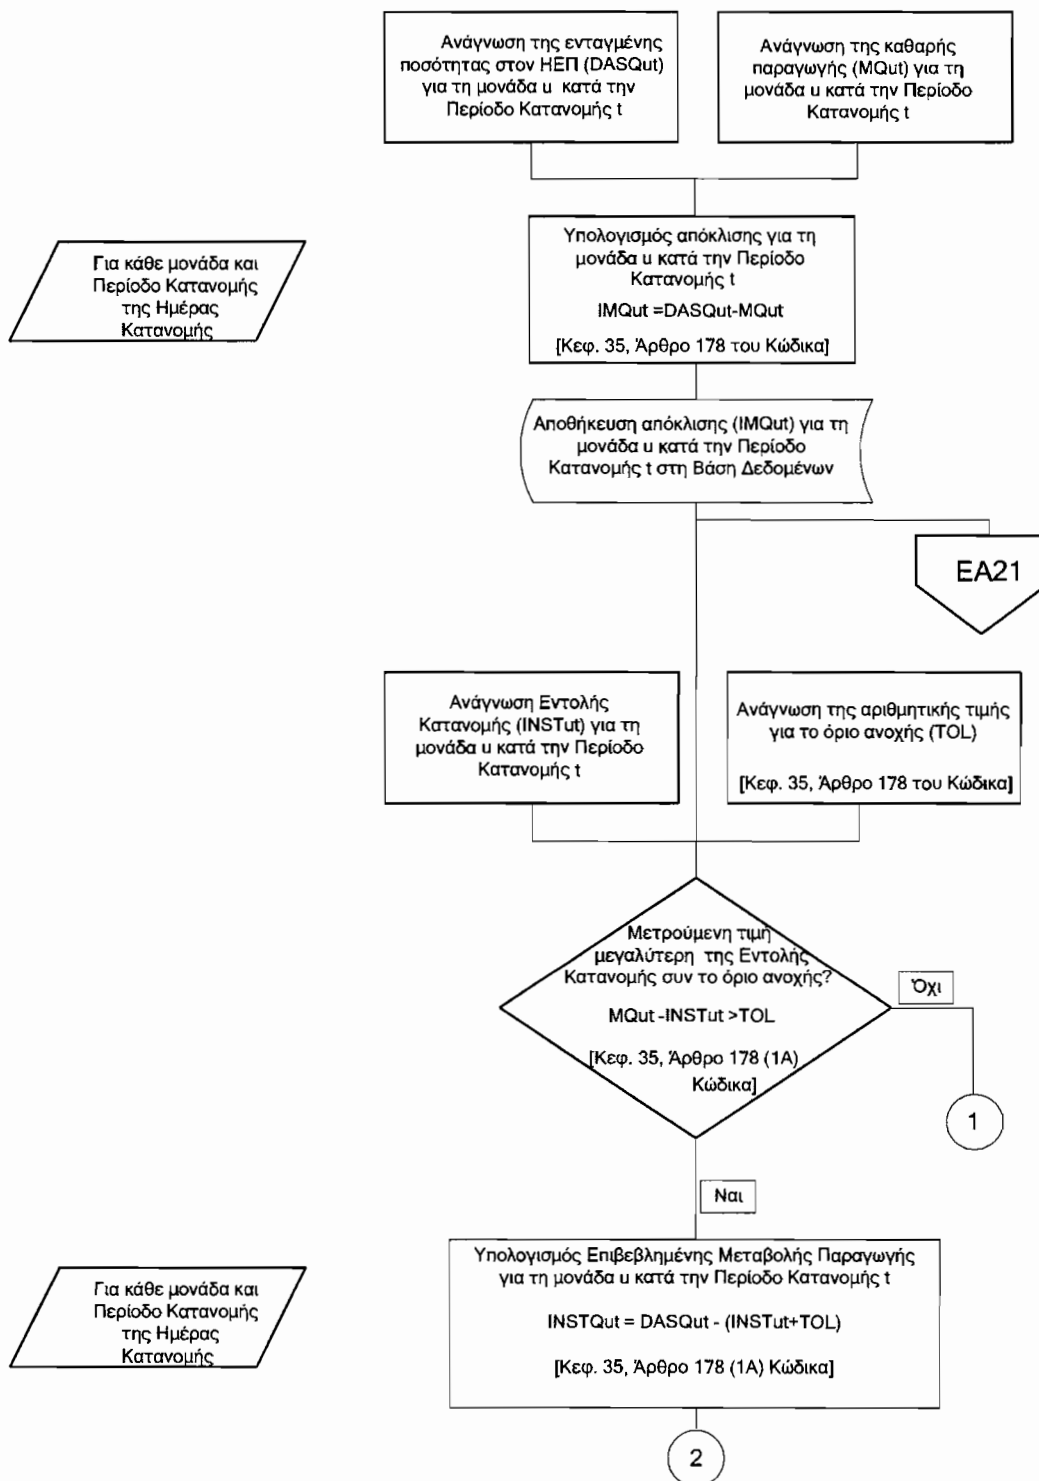 Ανάγνωση της ενταγμένης
ποσότητας στον ΗΕΠ (DASQut)
για τη μονάδα u κατά την
Περίοδο Κατανομής t
Ανάγνωση της καθαρής
παραγωγής (MQut) για τη
μονάδα u κατά την Περίοδο
Κατανομής t
Για κάθε μονάδα και
Περίοδο Κατανομής
της Ημέρας
Κατανομής
Υπολογισμός απόκλισης για τη
μονάδα u κατά την Περίοδο
Κατανομής t
IMQut =DASQut-MQut
[Κεφ. 35, Άρθρο 178 του Κώδικα]
Αποθήκευση απόκλισης (IMQut) για τη
μονάδα u κατά την Περίοδο
Κατανομής t στη Βάση Δεδομένων
EA21
Ανάγνωση Εντολής
Κατανομής (INSTut) για τη
μονάδα u κατά την Περίοδο
Κατανομής t
Ανάγνωση της αριθμητικής τιμής
για το όριο ανοχής (TOL)
[Κεφ. 35, Άρθρο 178 του Κώδικα]
Μετρούμενη τιμή
μεγαλύτερη της Εντολής
Κατανομής συν το όριο ανοχής?
MQut -INSTut >TOL
[Κεφ. 35, Άρθρο 178 (1Α)
Κώδικα]
Όχι
1
Ναι
Για κάθε μονάδα και
Περίοδο Κατανομής
της Ημέρας
Κατανομής
Υπολογισμός Επιβεβλημένης Μεταβολής Παραγωγής
για τη μονάδα u κατά την Περίοδο Κατανομής t
INSTQut = DASQut - (INSTut+TOL)
[Κεφ. 35, Άρθρο 178 (1Α) Κώδικα]
2